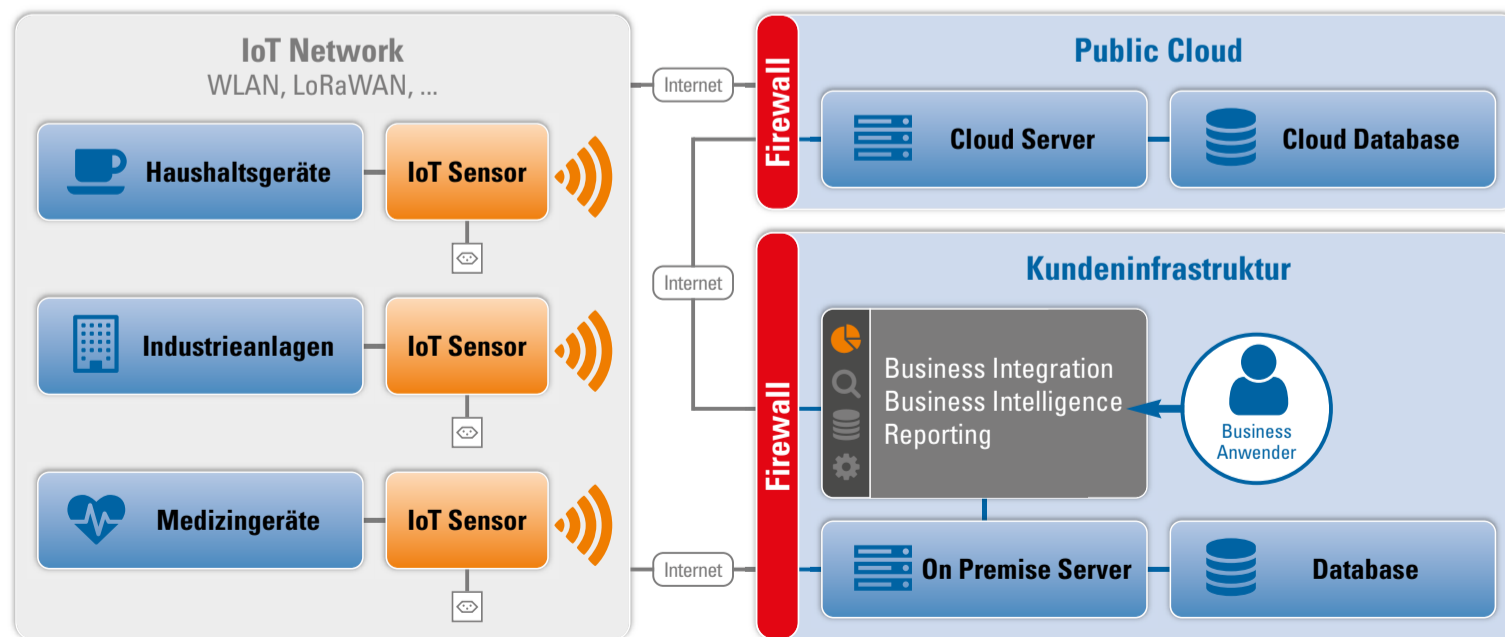 IoT Network
WLAN, LoRaWAN, ...
Haushaltsgeräte
IoT Sensor
Industrieanlagen
IoT Sensor
Medizingeräte
IoT Sensor
Internet
Internet
Internet
Firewall
Public Cloud
Cloud Server
Cloud Database
Firewall
Kundeninfrastruktur
Business Integration
Business Intelligence
Reporting
Business
Anwender
On Premise Server
Database